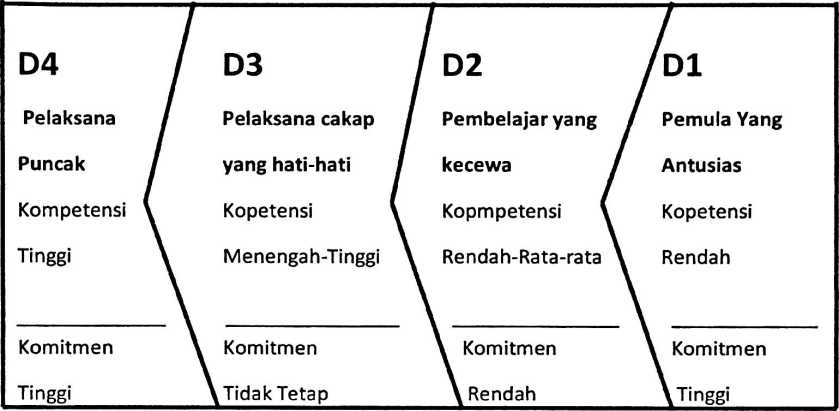 D4
Pelaksana
Puncak
Kompetensi
Tinggi
Komitmen
Tinggi
D3
Pelaksana cakap
yang hati-hati
Kopetensi
Menengah-Tinggi
Komitmen
Tidak Tetap
D2
Pembelajar yang
kecewa
Kopmpetensi
Rendah-Rata-rata
Komitmen
Rendah
D1
Pemula Yang
Antusias
Kopetensi
Rendah
Komitmen
Tinggi